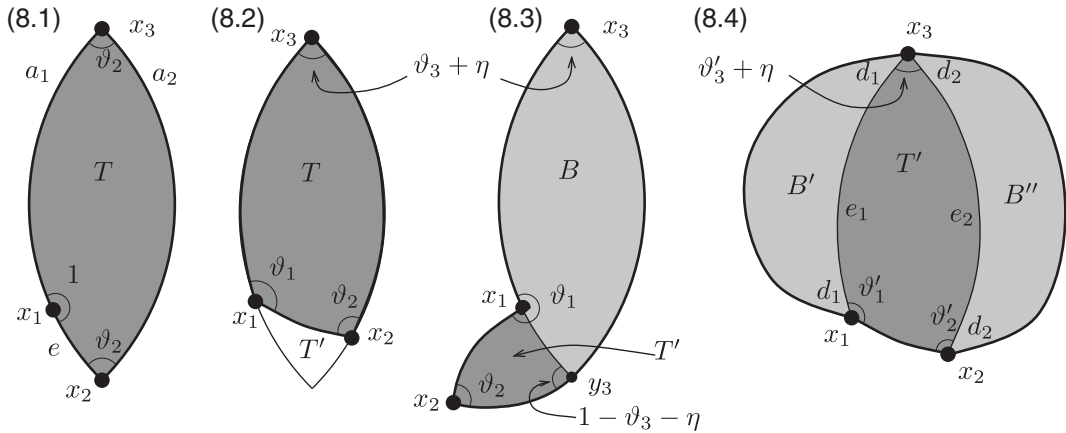 (8.1)
x₃
a₁
ϑ₂
a₂
T
1
x₁
e
ϑ₂
x₂
(8.2)
x₃
ϑ₃ + η
T
ϑ₁
x₁
ϑ₂
x₂
T′
(8.3)
x₃
B
x₁
ϑ₁
T′
ϑ₂
x₂
y₃
1 − ϑ₃ − η
(8.4)
x₃
ϑ′₃ + η
d₁
d₂
B′
T′
B″
e₁
e₂
d₁
ϑ′₁
x₁
ϑ′₂
d₂
x₂